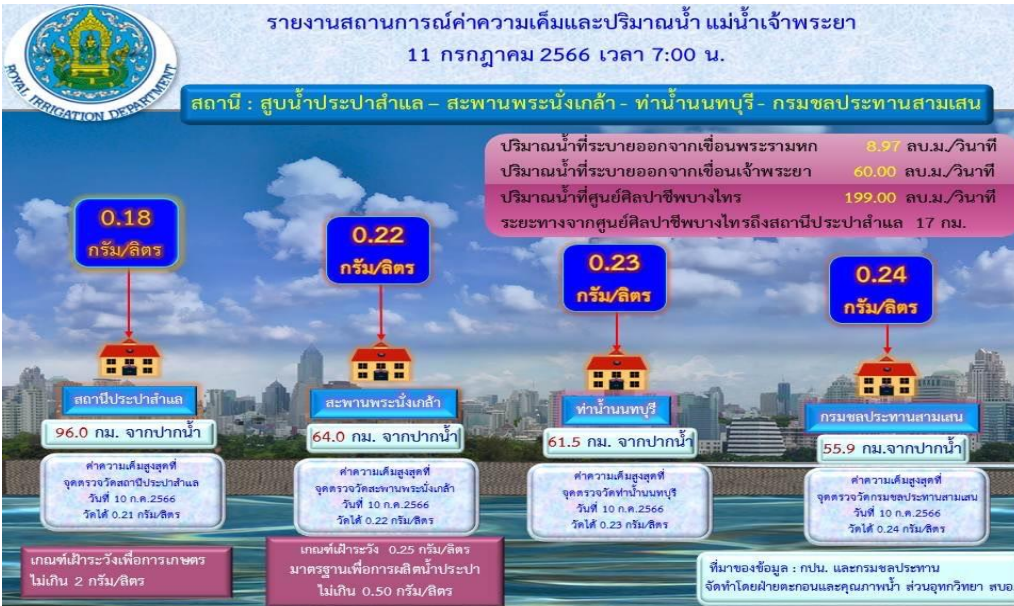 รายงานสถานการณ์ค่าความเค็มและปริมาณน้ำ แม่น้ำเจ้าพระยา
11 กรกฎาคม 2566 เวลา 7:00 น.
ROYAL IRRIGATION DEPARTMENT
สถานี : สูบน้ำประปาสำแล – สะพานพระนั่งเกล้า - ท่าน้ำนนทบุรี - กรมชลประทานสามเสน
ปริมาณน้ำที่ระบายออกจากเขื่อนพระรามหก 8.97 ลบ.ม./วินาที
ปริมาณน้ำที่ระบายออกจากเขื่อนเจ้าพระยา 60.00 ลบ.ม./วินาที
ปริมาณน้ำที่ศูนย์ศิลปาชีพบางไทร 199.00 ลบ.ม./วินาที
ระยะทางจากศูนย์ศิลปาชีพบางไทรถึงสถานีประปาสำแล 17 กม.
0.18
กรัม/ลิตร
สถานีประปาสำแล
96.0 กม. จากปากน้ำ
ค่าความเค็มสูงสุดที่
จุดตรวจวัดสถานีประปาสำแล
วันที่ 10 ก.ค.2566
วัดได้ 0.21 กรัม/ลิตร
0.22
กรัม/ลิตร
สะพานพระนั่งเกล้า
64.0 กม. จากปากน้ำ
ค่าความเค็มสูงสุดที่
จุดตรวจวัดสะพานพระนั่งเกล้า
วันที่ 10 ก.ค.2566
วัดได้ 0.22 กรัม/ลิตร
0.23
กรัม/ลิตร
ท่าน้ำนนทบุรี
61.5 กม. จากปากน้ำ
ค่าความเค็มสูงสุดที่
จุดตรวจวัดท่าน้ำนนทบุรี
วันที่ 10 ก.ค.2566
วัดได้ 0.23 กรัม/ลิตร
0.24
กรัม/ลิตร
กรมชลประทานสามเสน
55.9 กม.จากปากน้ำ
ค่าความเค็มสูงสุดที่
จุดตรวจวัดกรมชลประทานสามเสน
วันที่ 10 ก.ค.2566
วัดได้ 0.24 กรัม/ลิตร
เกณฑ์เฝ้าระวังเพื่อการเกษตร
ไม่เกิน 2 กรัม/ลิตร
เกณฑ์เฝ้าระวัง 0.25 กรัม/ลิตร
มาตรฐานเพื่อการผลิตน้ำประปา
ไม่เกิน 0.50 กรัม/ลิตร
ที่มาของข้อมูล : กปน. และกรมชลประทาน
จัดทำโดยฝ่ายตะกอนและคุณภาพน้ำ ส่วนอุทกวิทยา สบอ